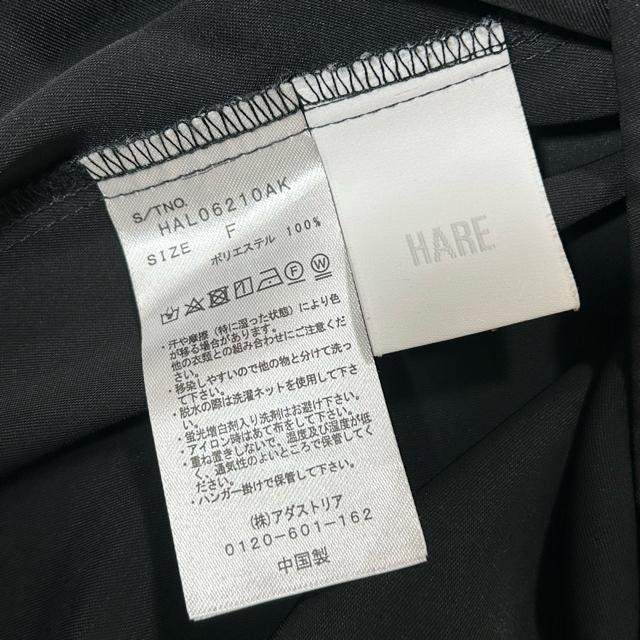 S/TNO.
HAL06210AK
SIZE F
ポリエステル 100%
・汗や摩擦（特に湿った状態）により色
が移る場合があります。
他の衣類との組み合わせにご注意くだ
さい。
・移染しやすいので他の物と分けて洗っ
て下さい。
・脱水の際は洗濯ネットを使用して下さ
い。
・蛍光増白剤入り洗剤はお避け下さい。
・アイロン時はあて布をして下さい。
・重ね置きしないで、温度及び湿度が低
く、通気性のよいところで保管してく
ださい。
・ハンガー掛けで保管して下さい。
(株)アダストリア
0120-601-162
中国製
HARE